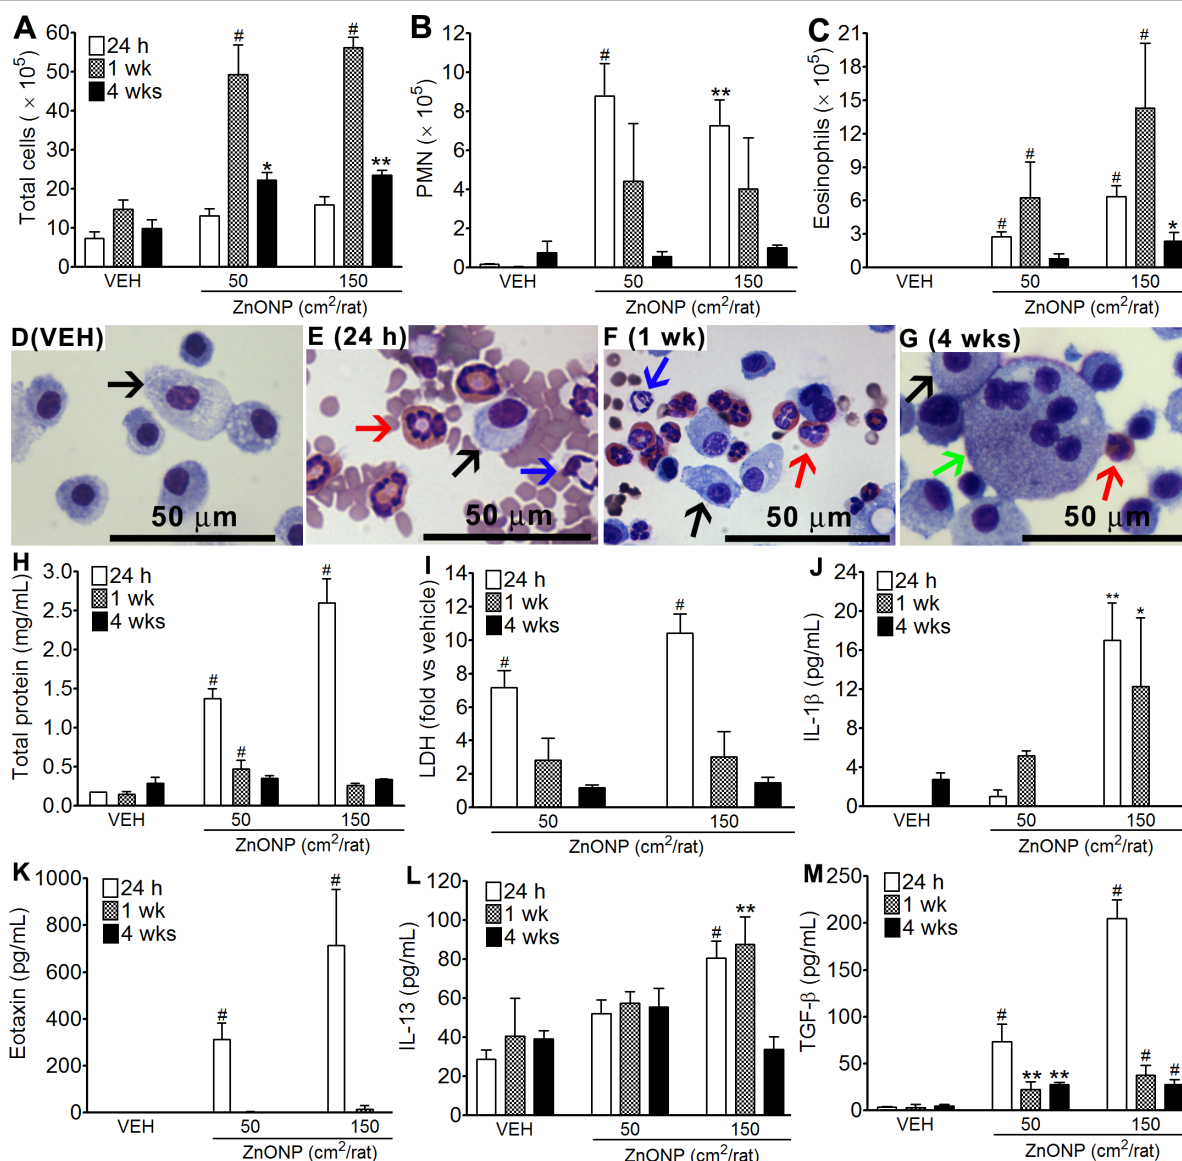 A
60
50
40
30
20
10
0
Total cells (× 10⁵)
24 h
1 wk
4 wks
#
#
*
**
VEH
50
150
ZnONP (cm²/rat)
B
12
10
8
6
4
2
0
PMN (× 10⁵)
#
**
VEH
50
150
ZnONP (cm²/rat)
C
21
18
15
12
9
6
3
0
Eosinophils (× 10⁵)
#
#
#
#
*
VEH
50
150
ZnONP (cm²/rat)
D(VEH)
50 µm
E (24 h)
50 µm
F (1 wk)
50 µm
G (4 wks)
50 µm
H
3.0
2.5
2.0
1.5
1.0
0.5
0.0
Total protein (mg/mL)
24 h
1 wk
4 wks
#
#
#
VEH
50
150
ZnONP (cm²/rat)
I
14
12
10
8
6
4
2
0
LDH (fold vs vehicle)
24 h
1 wk
4 wks
#
#
50
150
ZnONP (cm²/rat)
J
24
20
16
12
8
4
0
IL-1β (pg/mL)
24 h
1 wk
4 wks
**
*
VEH
50
150
ZnONP (cm²/rat)
K
1000
800
600
400
200
0
Eotaxin (pg/mL)
24 h
1 wk
4 wks
#
#
VEH
50
150
ZnONP (cm²/rat)
L
120
100
80
60
40
20
0
IL-13 (pg/mL)
24 h
1 wk
4 wks
#
**
VEH
50
150
ZnONP (cm²/rat)
M
250
200
150
100
50
0
TGF-β (pg/mL)
24 h
1 wk
4 wks
#
**
**
#
#
#
VEH
50
150
ZnONP (cm²/rat)